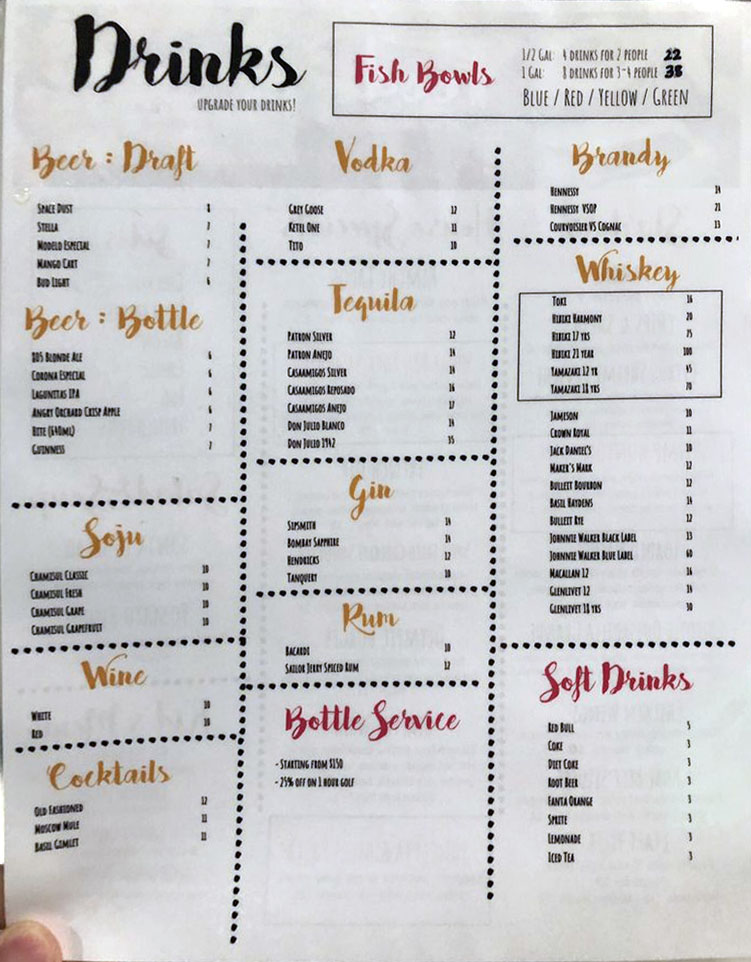 Drinks
UPGRADE YOUR DRINKS!
Fish Bowls
1/2 GAL: 4 DRINKS FOR 2 PEOPLE 22
1 GAL: 8 DRINKS FOR 3-4 PEOPLE 38
BLUE / RED / YELLOW / GREEN
Beer : Draft
SPACE DUST 8
STELLA 7
MODELO ESPECIAL 7
MANGO CART 7
BUD LIGHT 6
Beer : Bottle
805 BLONDE ALE 6
CORONA ESPECIAL 6
LAGUNITAS IPA 6
ANGRY ORCHARD CRISP APPLE 6
HITE (640ML) 7
GUINNESS 7
Soju
CHAMISUL CLASSIC 10
CHAMISUL FRESH 10
CHAMISUL GRAPE 10
CHAMISUL GRAPEFRUIT 10
Wine
WHITE 10
RED 10
Cocktails
OLD FASHIONED 12
MOSCOW MULE 11
BASIL GIMLET 11
Vodka
GREY GOOSE 12
KETEL ONE 11
TITO 10
Tequila
PATRON SILVER 12
PATRON ANEJO 14
CASAAMIGOS SILVER 14
CASAAMIGOS REPOSADO 16
CASAAMIGOS ANEJO 14
DON JULIO BLANCO 14
DON JULIO 1942 35
Gin
SIPSMITH 14
BOMBAY SAPPHIRE 14
HENDRICKS 14
TANQUERY 10
Rum
BACARDI 10
SAILOR JERRY SPICED RUM 12
Bottle Service
- STARTING FROM $150
- 25% OFF ON 1 HOUR GOLF
Brandy
HENNESSY 14
HENNESSY VSOP 21
COURVOISIER VS COGNAC 13
Whiskey
TOKI 16
HIBIKI HARMONY 20
HIBIKI 17 YRS 75
HIBIKI 21 YEAR 100
YAMAZAKI 12 YR 45
YAMAZAKI 18 YRS 70
JAMESON 10
CROWN ROYAL 11
JACK DANIEL'S 10
MAKER'S MARK 12
BULLET BOURBON 12
BASIL HAYDENS 14
BULLET RYE 12
JOHNNIE WALKER BLACK LABEL 13
JOHNNIE WALKER BLUE LABEL 60
MACALLAN 12 16
GLENLIVET 12 14
GLENLIVET 18 YRS 30
Soft Drinks
RED BULL 5
COKE 3
DIET COKE 3
ROOT BEER 3
FANTA ORANGE 3
SPRITE 3
LEMONADE 3
ICED TEA 3